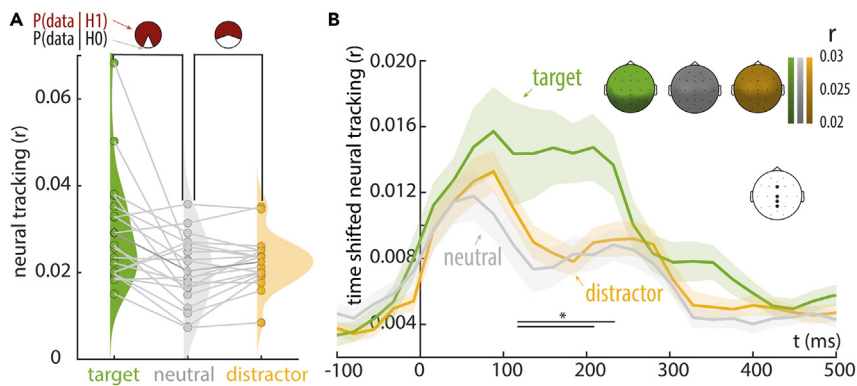 A
P(data | H1)
P(data | H0)
neural tracking (r)
0.06
0.04
0.02
0
target
neutral
distractor
B
time shifted neural tracking (r)
0.020
0.016
0.012
0.008
0.004
target
neutral
distractor
*
r
0.03
0.025
0.02
t (ms)
-100
0
100
200
300
400
500